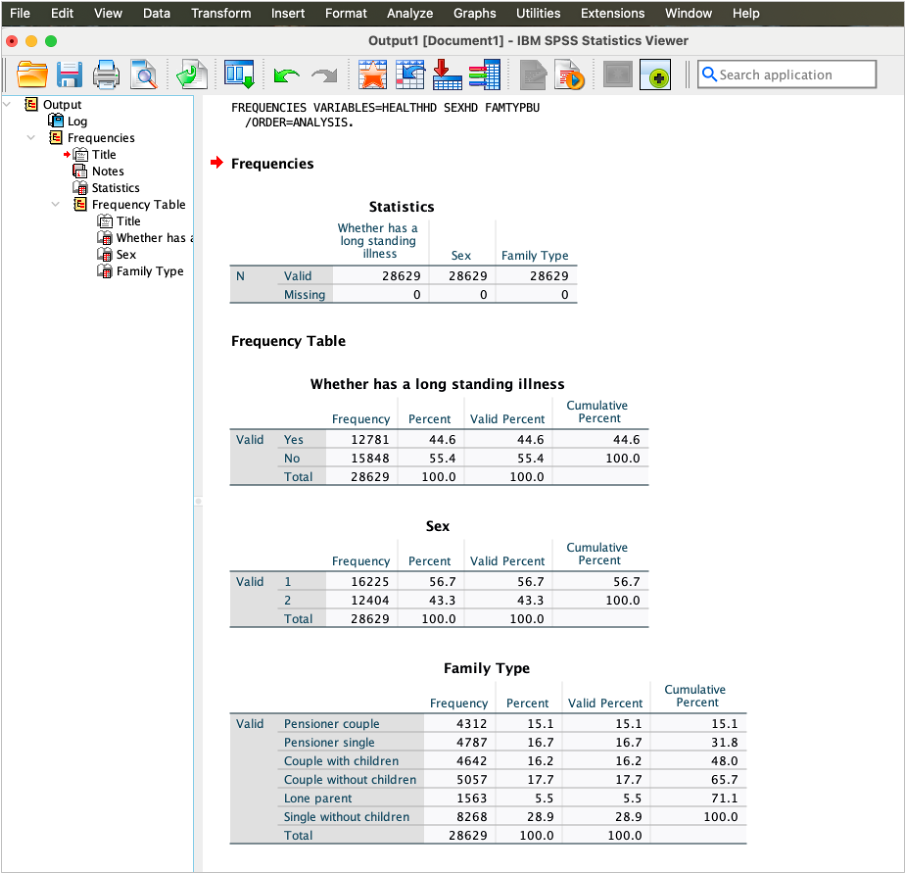 File Edit View Data Transform Insert Format Analyze Graphs Utilities Extensions Window Help
Output1 [Document1] - IBM SPSS Statistics Viewer
Search application
Output
Log
Frequencies
Title
Notes
Statistics
Frequency Table
Title
Whether has a
Sex
Family Type
FREQUENCIES VARIABLES=HEALTHHD SEXHD FAMTYPBU
/ORDER=ANALYSIS.
Frequencies
Statistics
Whether has a
long standing
illness Sex Family Type
N Valid 28629 28629 28629
Missing 0 0 0
Frequency Table
Whether has a long standing illness
Frequency Percent Valid Percent Cumulative
Percent
Valid Yes 12781 44.6 44.6 44.6
No 15848 55.4 55.4 100.0
Total 28629 100.0 100.0
Sex
Frequency Percent Valid Percent Cumulative
Percent
Valid 1 16225 56.7 56.7 56.7
2 12404 43.3 43.3 100.0
Total 28629 100.0 100.0
Family Type
Frequency Percent Valid Percent Cumulative
Percent
Valid Pensioner couple 4312 15.1 15.1 15.1
Pensioner single 4787 16.7 16.7 31.8
Couple with children 4642 16.2 16.2 48.0
Couple without children 5057 17.7 17.7 65.7
Lone parent 1563 5.5 5.5 71.1
Single without children 8268 28.9 28.9 100.0
Total 28629 100.0 100.0